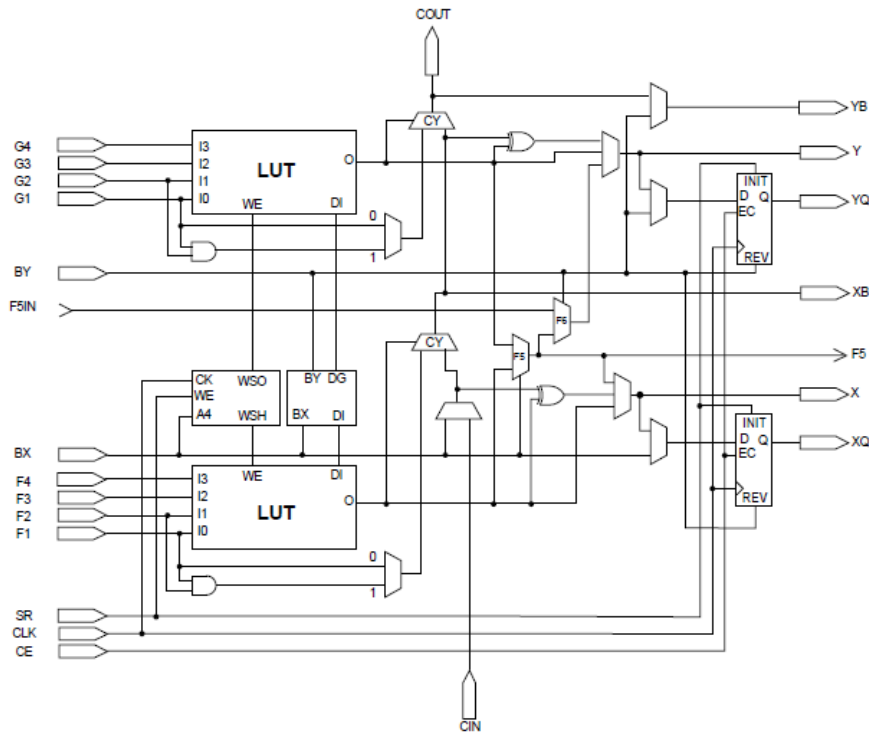 COUT
YB
CY
G4
G3
G2
G1
I3
I2
I1
I0
LUT
O
WE
DI
Y
INIT
D Q
EC
REV
YQ
0
1
BY
F5IN
XB
F6
CY
F5
F5
CK
WE
A4
WSO
WSH
BY DG
BX DI
X
INIT
D Q
EC
REV
XQ
BX
F4
F3
F2
F1
I3
I2
I1
I0
WE
DI
LUT
O
0
1
SR
CLK
CE
CIN